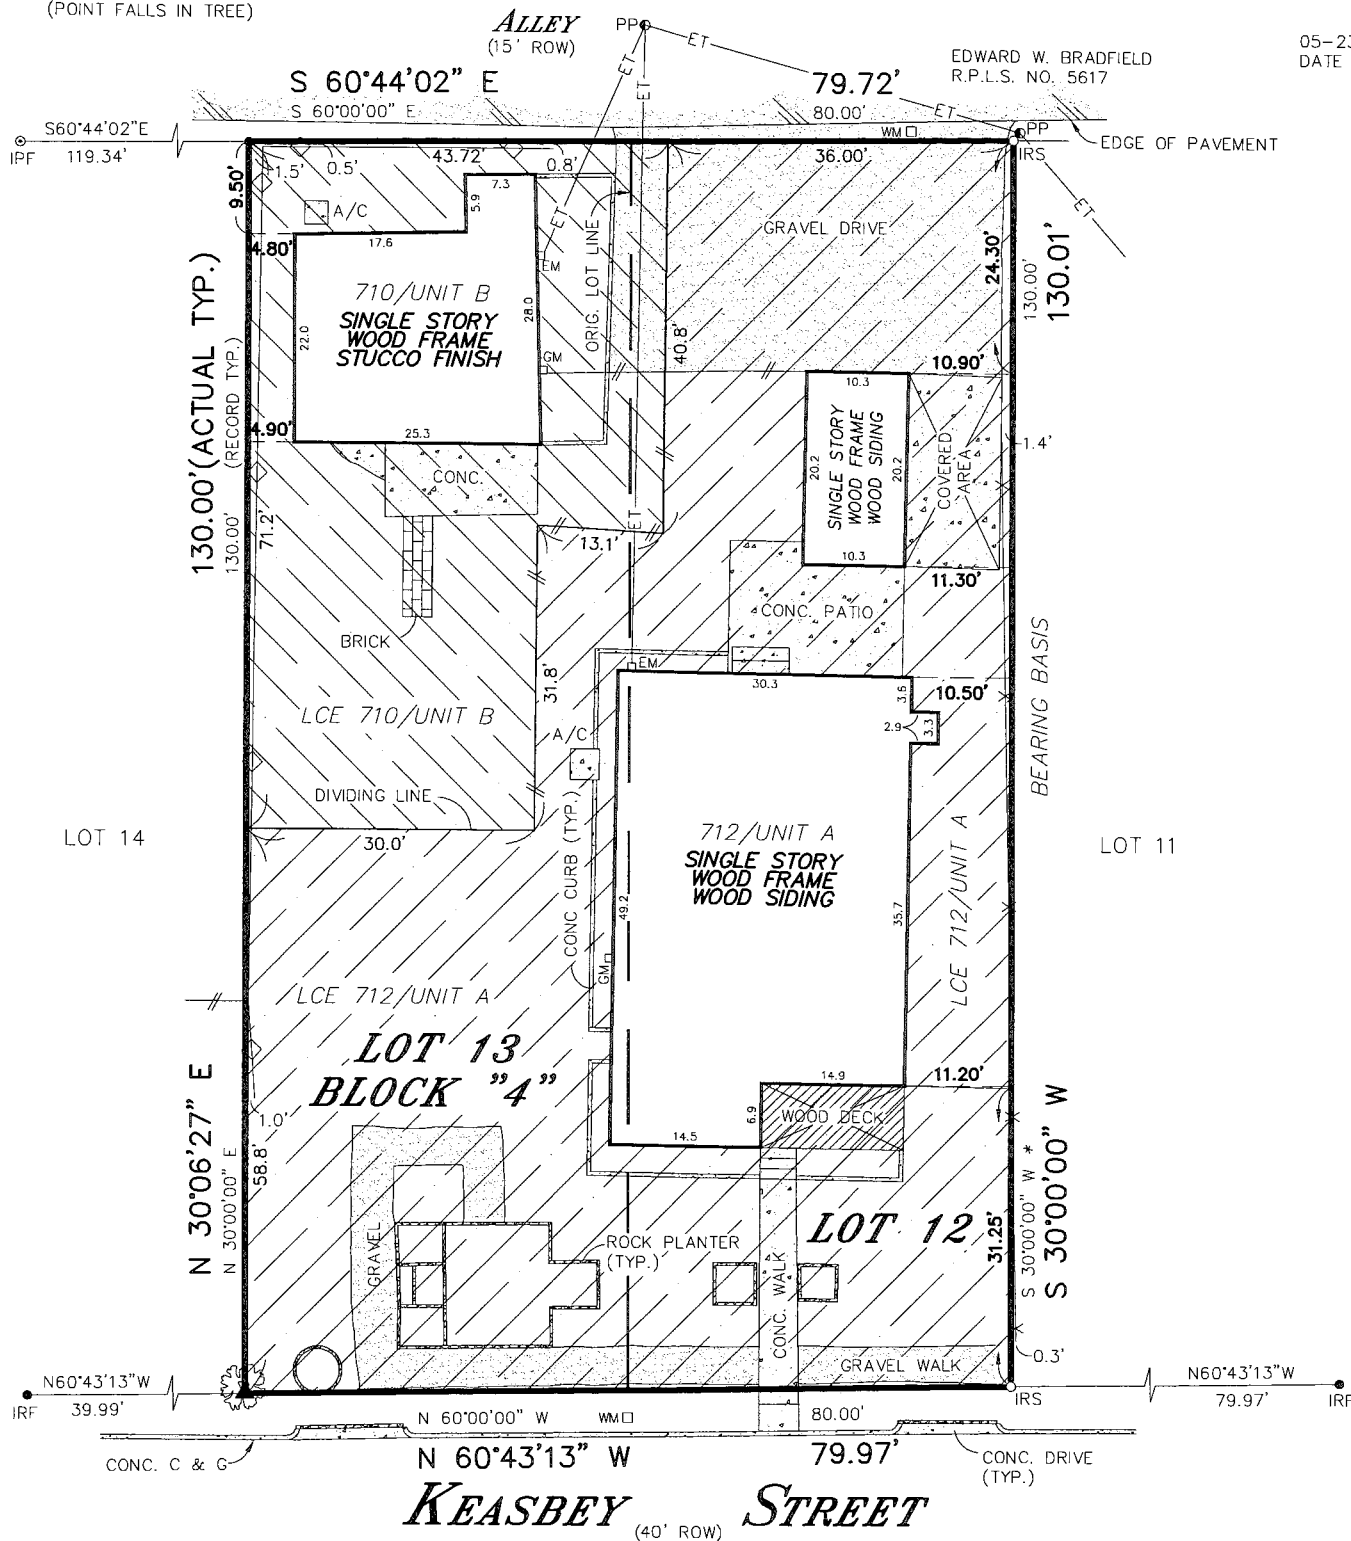 (POINT FALLS IN TREE)
ALLEY
(15' ROW)
PP
ET
ET
ET
ET
EDWARD W. BRADFIELD
R.P.L.S. NO. 5617
05-23
DATE
S 60°44'02" E
79.72'
S 60°00'00" E
80.00'
ET
WM
PP
EDGE OF PAVEMENT
S60°44'02"E
IPF
119.34'
IRS
1.5'
0.5'
43.72'
0.8'
36.00'
9.50'
7.3
5.9
A/C
17.6
4.80'
ET
EM
ORIG. LOT LINE
GRAVEL DRIVE
24.30'
130.00'
130.01'
ET
710/UNIT B
SINGLE STORY
WOOD FRAME
STUCCO FINISH
22.0
28.0
GM
40.8'
130.00'(ACTUAL TYP.)
130.00' (RECORD TYP.)
4.90'
25.3
CONC.
71.2'
10.90'
10.3
20.2
SINGLE STORY
WOOD FRAME
WOOD SIDING
20.2
COVERED
AREA
1.4'
10.3
11.30'
ET
13.1'
CONC. PATIO
BRICK
31.8'
LCE 710/UNIT B
EM
30.3
3.6
10.50'
2.9
3.3
A/C
BEARING BASIS
DIVIDING LINE
30.0'
LOT 14
LOT 11
712/UNIT A
SINGLE STORY
WOOD FRAME
WOOD SIDING
CONC CURB (TYP.)
49.2
35.7
LCE 712/UNIT A
GM
LCE 712/UNIT A
LOT 13
BLOCK "4"
14.9
11.20'
6.9
WOOD DECK
14.5
1.0'
58.8'
N 30°06'27" E
N 30°00'00" E
GRAVEL
ROCK PLANTER
(TYP.)
CONC. WALK
LOT 12
31.25'
S 30°00'00" W *
S 30°00'00" W
GRAVEL WALK
0.3'
N60°43'13"W
IRF
39.99'
IRS
N60°43'13"W
79.97'
IRF
N 60°00'00" W
WM
80.00'
CONC. C & G
N 60°43'13" W
79.97'
CONC. DRIVE
(TYP.)
KEASBEY STREET
(40' ROW)